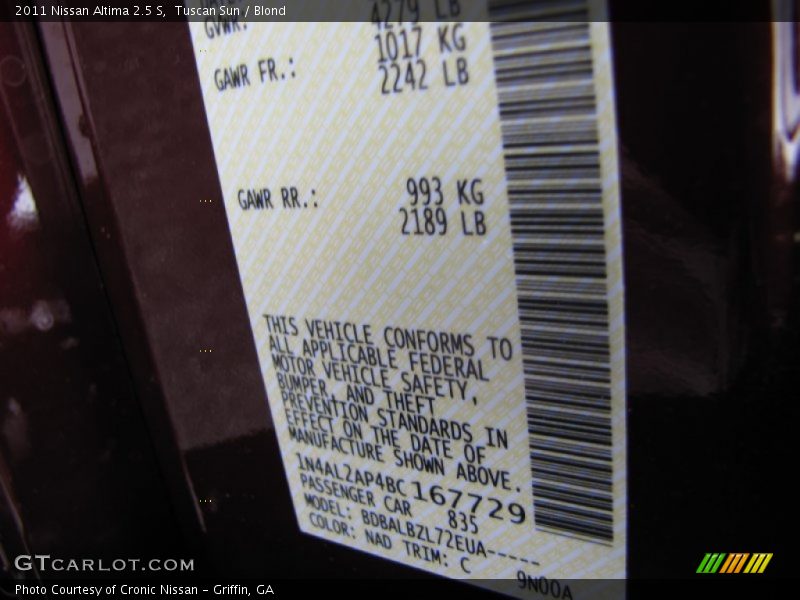 2011 Nissan Altima 2.5 S,  Tuscan Sun / Blond
GVWR: 4279 LB
1017 KG
GAWR FR.: 2242 LB
GAWR RR.: 993 KG
2189 LB
THIS VEHICLE CONFORMS TO
ALL APPLICABLE FEDERAL
MOTOR VEHICLE SAFETY,
BUMPER, AND THEFT
PREVENTION STANDARDS IN
EFFECT ON THE DATE OF
MANUFACTURE SHOWN ABOVE.
1N4AL2AP4BC167729
PASSENGER CAR 835
MODEL: BDBALBZL72EUA-----
COLOR: NAD TRIM: C
9N00A
GTCARLOT.COM
Photo Courtesy of Cronic Nissan – Griffin, GA